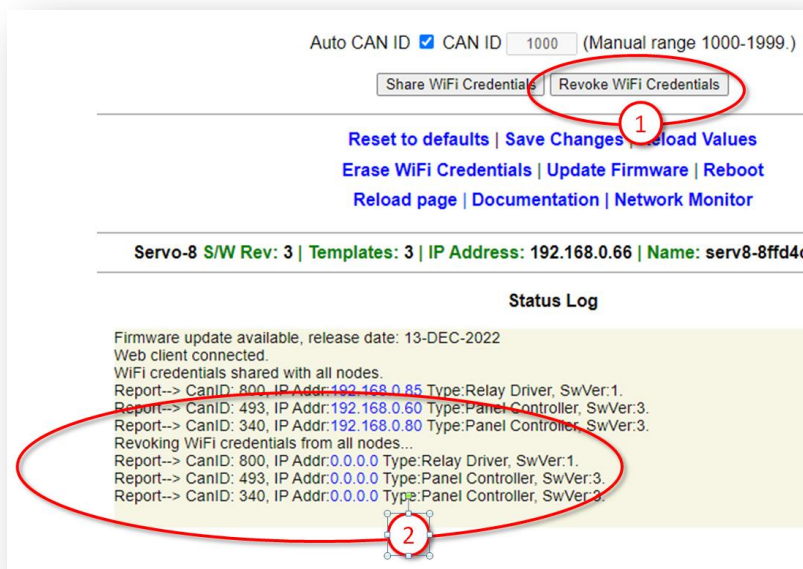 Auto CAN ID CAN ID 1000 (Manual range 1000-1999.)
Share WiFi Credentials Revoke WiFi Credentials
1
Reset to defaults | Save Changes | Reload Values
Erase WiFi Credentials | Update Firmware | Reboot
Reload page | Documentation | Network Monitor
Servo-8 S/W Rev: 3 | Templates: 3 | IP Address: 192.168.0.66 | Name: serv8-8ffd4
Status Log
Firmware update available, release date: 13-DEC-2022
Web client connected.
WiFi credentials shared with all nodes.
Report--> CanID: 800, IP Addr:192.168.0.85 Type:Relay Driver, SwVer:1.
Report--> CanID: 493, IP Addr:192.168.0.60 Type:Panel Controller, SwVer:3.
Report--> CanID: 340, IP Addr:192.168.0.80 Type:Panel Controller, SwVer:3.
Revoking WiFi credentials from all nodes...
Report--> CanID: 800, IP Addr:0.0.0.0 Type:Relay Driver, SwVer:1.
Report--> CanID: 493, IP Addr:0.0.0.0 Type:Panel Controller, SwVer:3.
Report--> CanID: 340, IP Addr:0.0.0.0 Type:Panel Controller, SwVer:3.
2